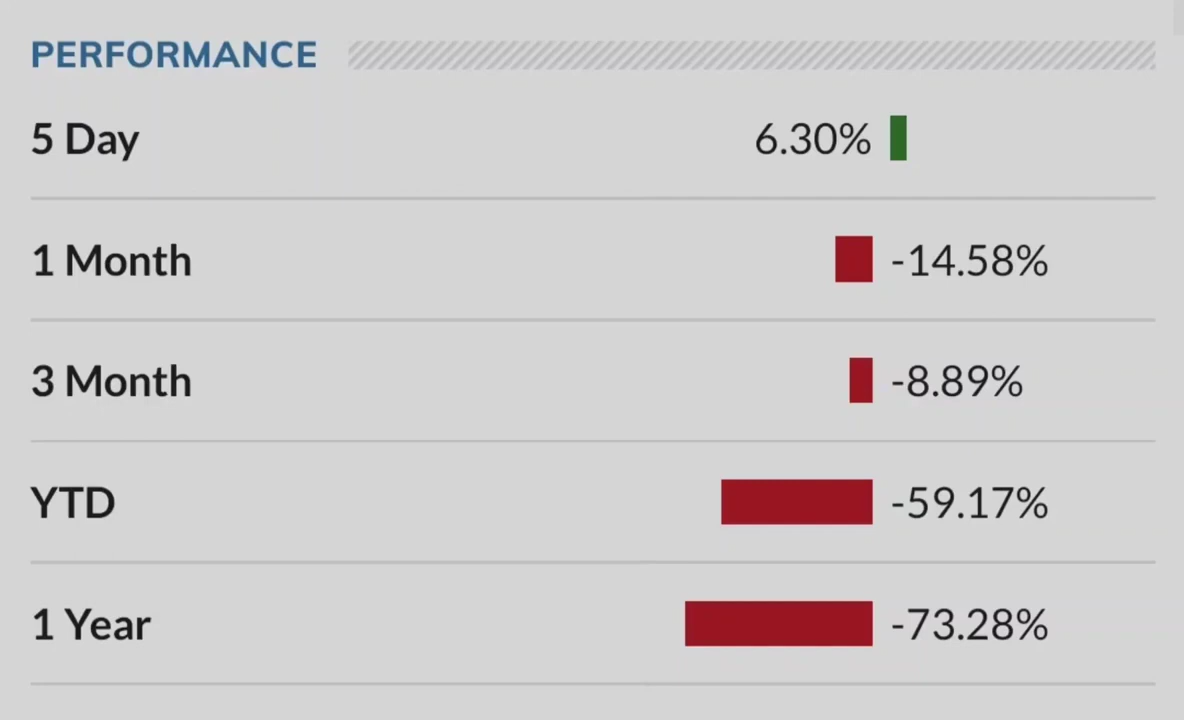 PERFORMANCE
5 Day 6.30%
1 Month -14.58%
3 Month -8.89%
YTD -59.17%
1 Year -73.28%